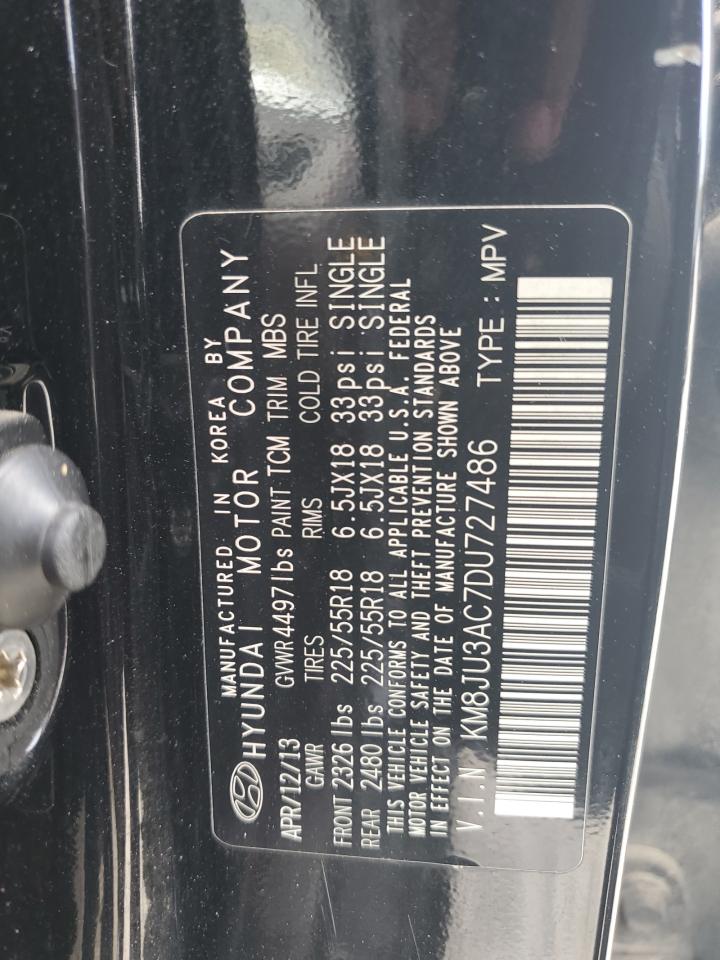 MANUFACTURED IN KOREA BY
HYUNDAI MOTOR COMPANY
APR/12/13 GVWR 4497lbs PAINT TCM TRIM MBS
GAWR TIRES RIMS COLD TIRE INFL
FRONT 2326 lbs 225/55R18 6.5JX18 33psi SINGLE
REAR 2480 lbs 225/55R18 6.5JX18 33psi SINGLE
THIS VEHICLE CONFORMS TO ALL APPLICABLE U.S.A. FEDERAL
MOTOR VEHICLE SAFETY AND THEFT PREVENTION STANDARDS
IN EFFECT ON THE DATE OF MANUFACTURE SHOWN ABOVE
V.I.N KM8JU3AC7DU727486 TYPE : MPV